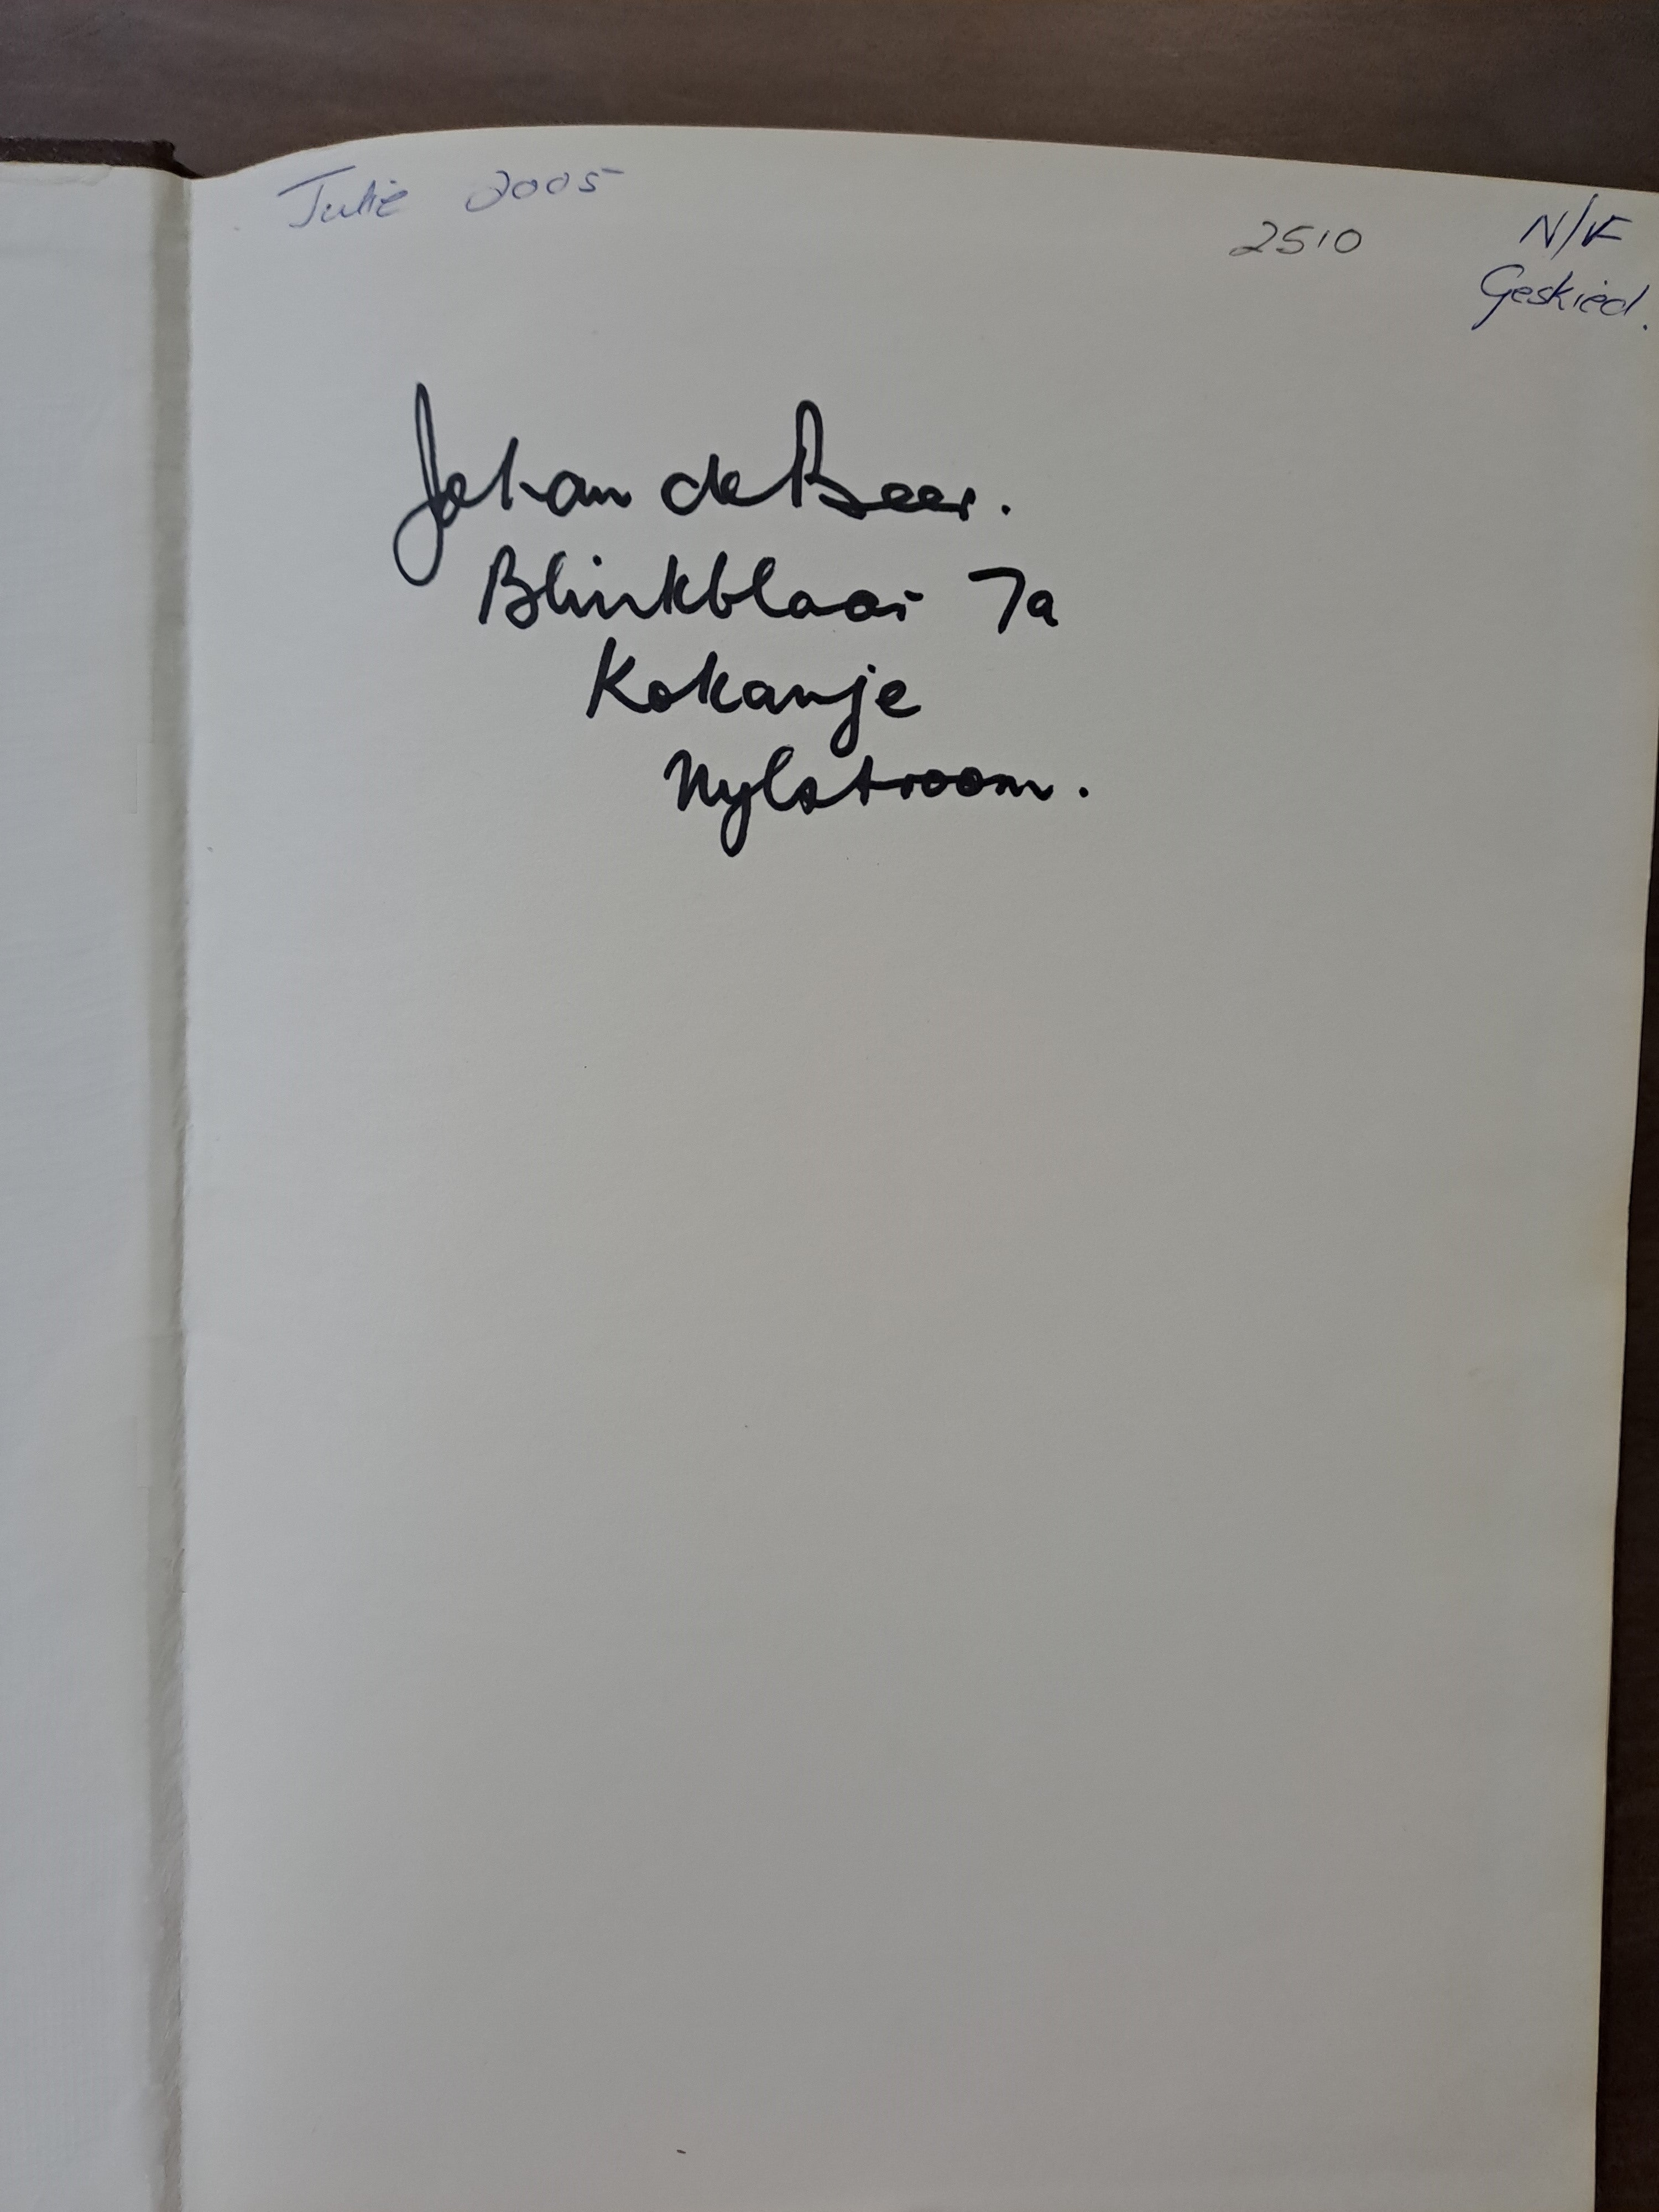 Julie 2005
2510
N/F
Geskied.
Johan de Beer.
Blinkblaar 7a
Kokanje
Nylstroom.